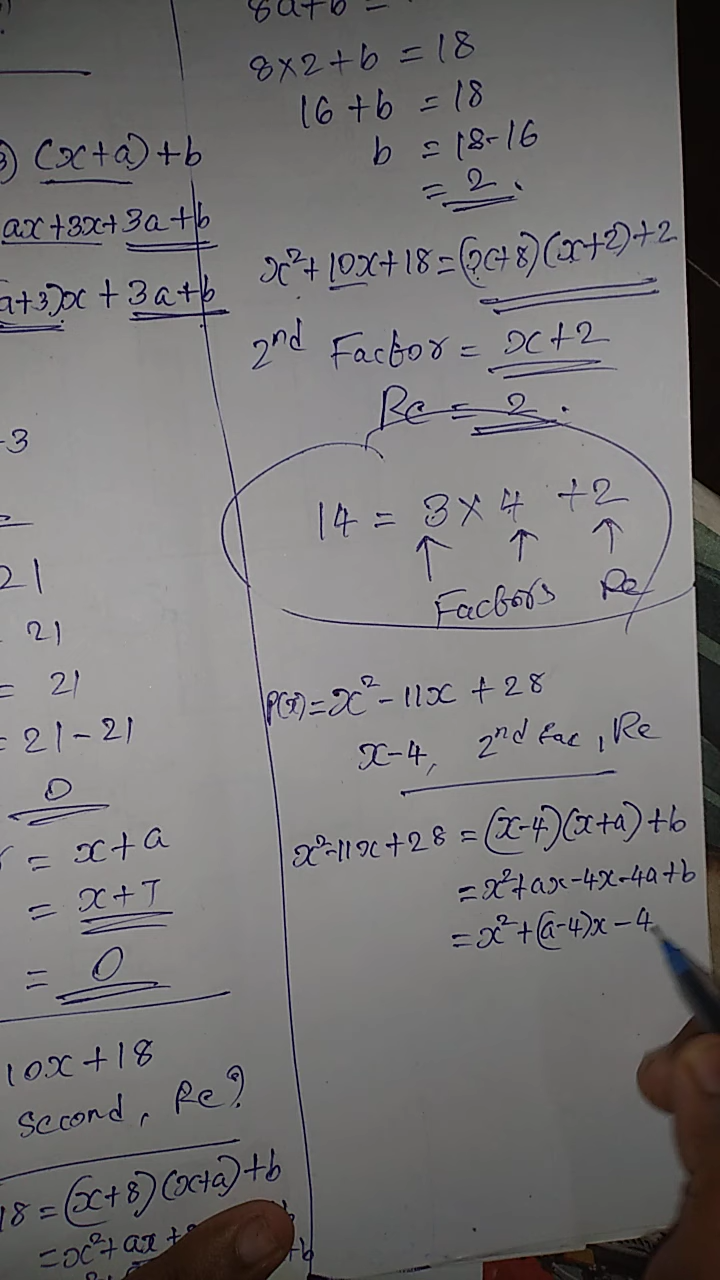 3) (x+a)+b
ax+3x+3a+b
a+3)x + 3a+b
-3
21
21
= 21
= 21-21
0
= x+a
= x+7
= 0
10x+18
Second, Re?
18 = (x+8)(x+a)+b
= x²+ax+
8a+b =
8×2+b = 18
16+b = 18
b = 18-16
= 2.
x²+10x+18=(x+8)(x+2)+2
2nd Factor = x+2
Re = 2.
14 = 3×4 +2
Factors Re
P(x)=x²-11x+28
x-4, 2nd Fac, Re
x²-11x+28 = (x-4)(x+a)+b
= x²+ax-4x-4a+b
= x²+(a-4)x-4